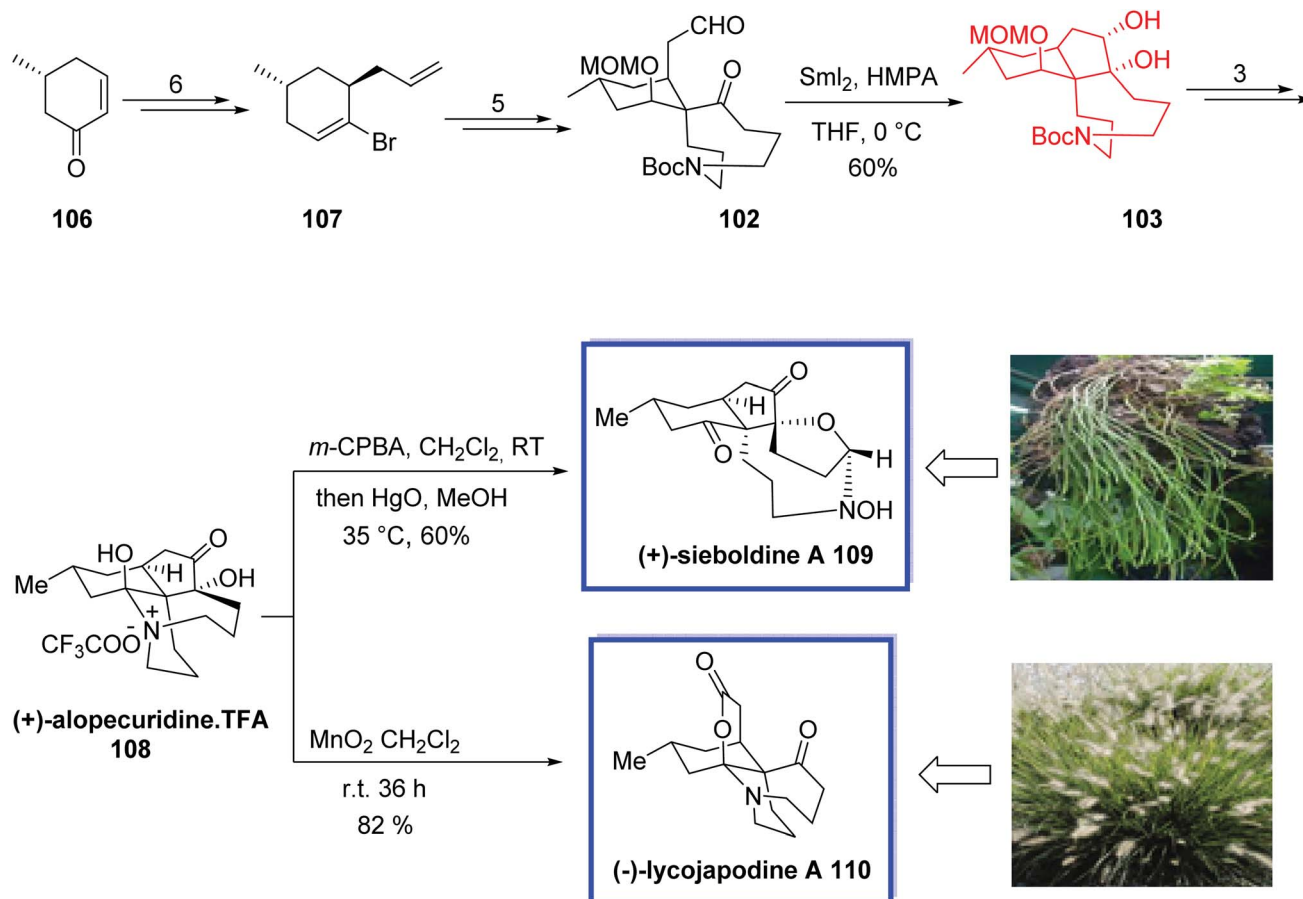 6
O
106
Br
107
5
CHO
MOMO
O
BocN
102
SmI₂, HMPA
THF, 0 °C
60%
MOMO
OH
OH
BocN
103
3
HO
O
H
OH
Me
+
N
CF₃COO-
(+)-alopecuridine.TFA
108
m-CPBA, CH₂Cl₂, RT
then HgO, MeOH
35 °C, 60%
O
H
Me
O
O
H
NOH
(+)-sieboldine A 109
MnO₂ CH₂Cl₂
r.t. 36 h
82 %
O
O
O
Me
N
(-)-lycojapodine A 110